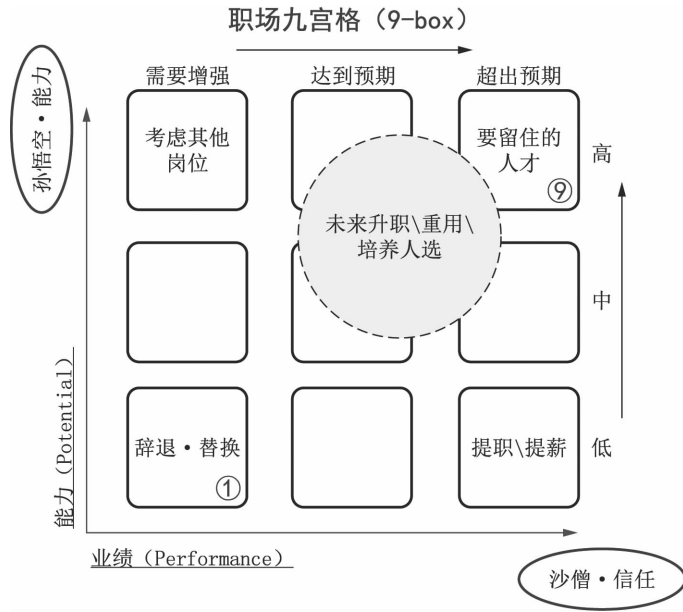 职场九宫格（9-box）
需要增强
达到预期
超出预期
孙悟空·能力
考虑其他
岗位
要留住的
人才
⑨
高
未来升职\重用\
培养人选
中
辞退·替换
①
提职\提薪
低
能力（Potential）
业绩（Performance）
沙僧·信任